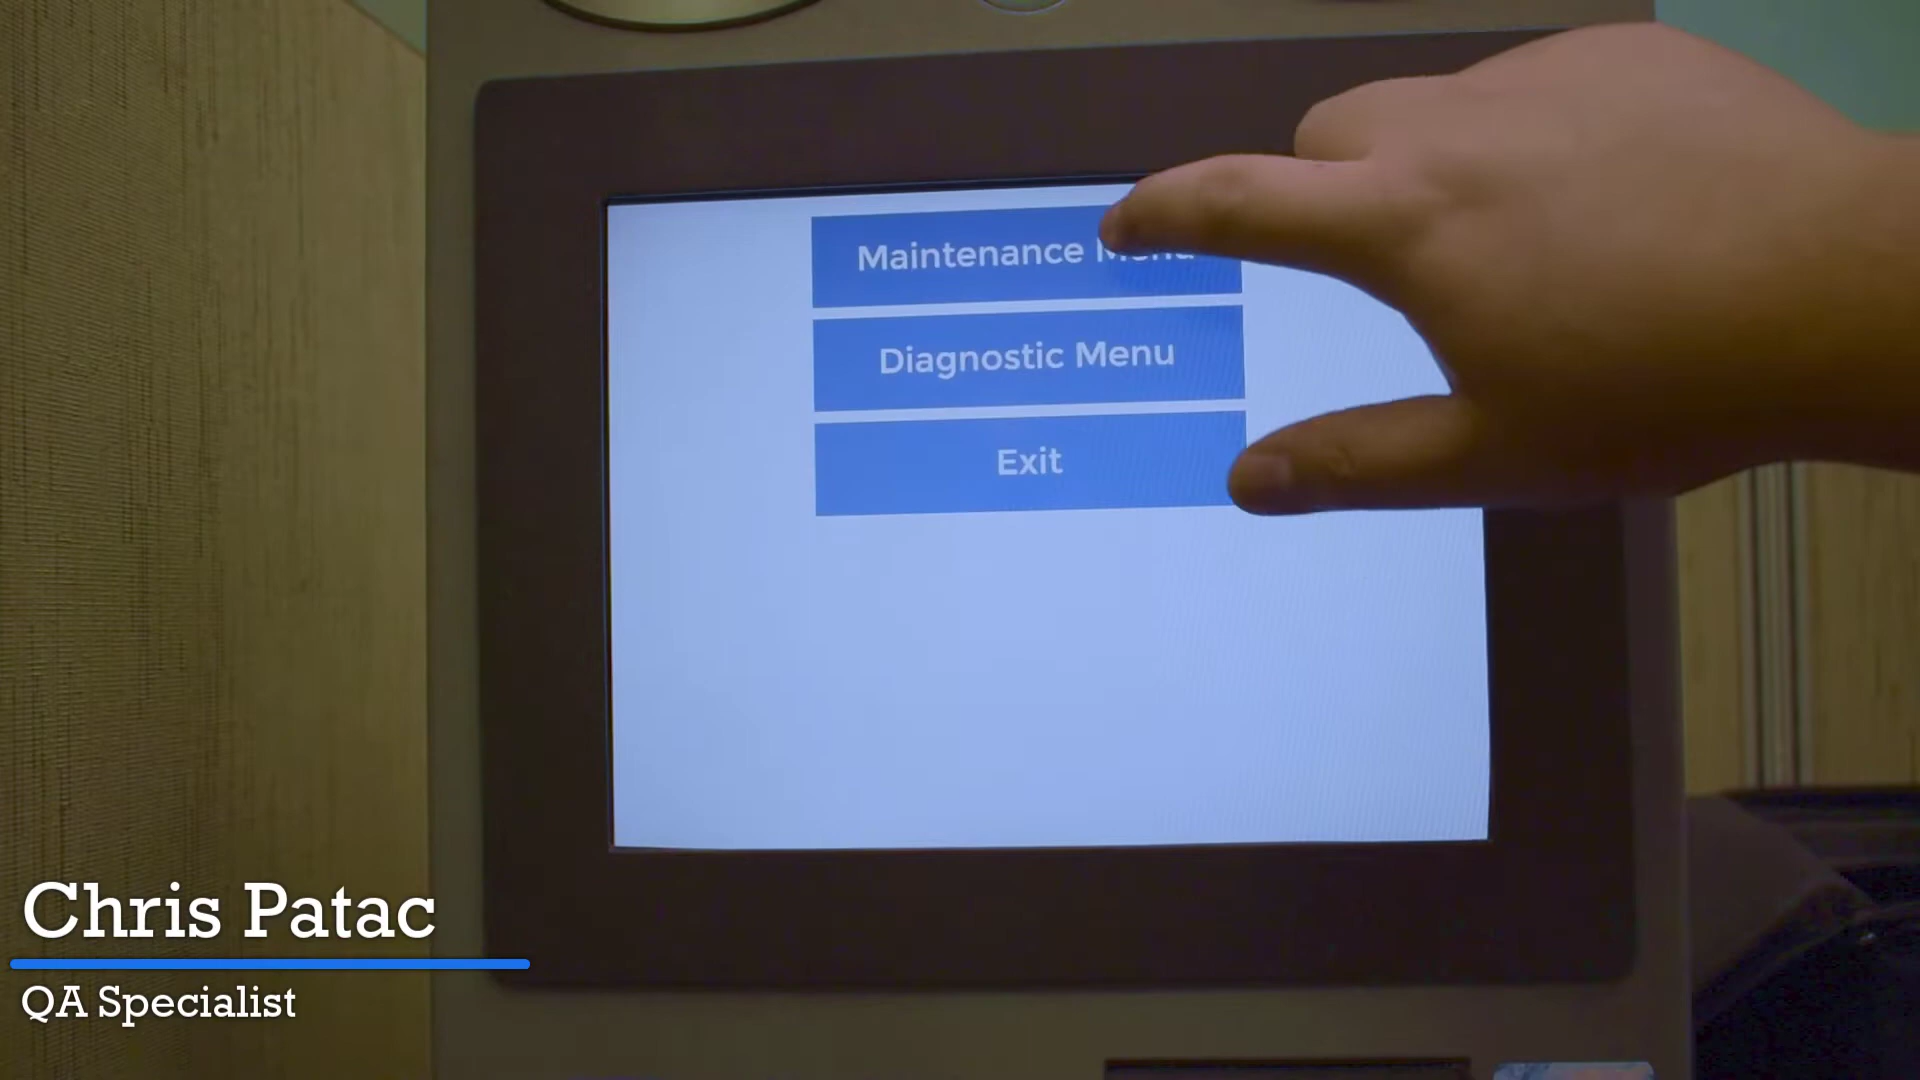 Maintenance Menu
Diagnostic Menu
Exit
Chris Patac
QA Specialist